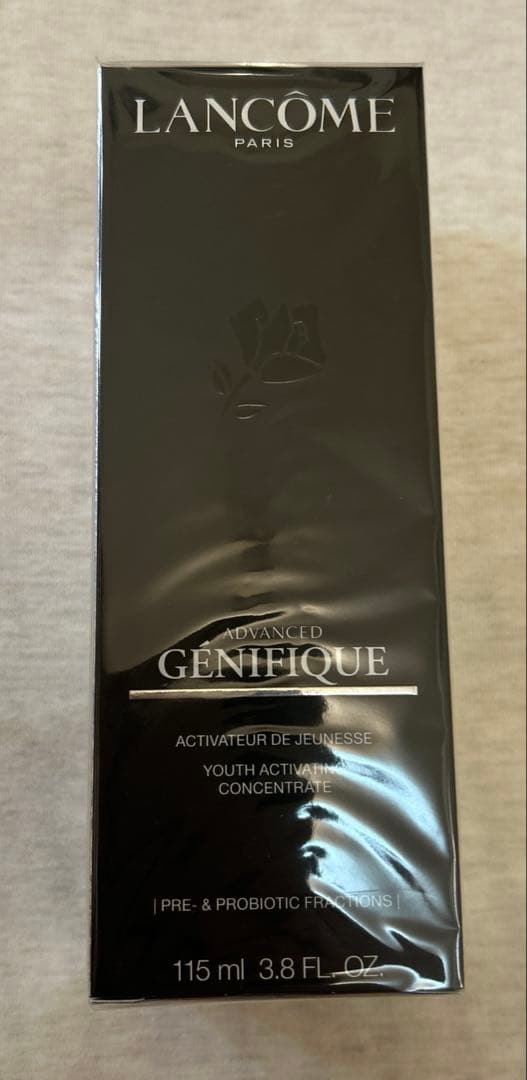 LANCÔME
PARIS
ADVANCED
GÉNIFIQUE
ACTIVATEUR DE JEUNESSE
YOUTH ACTIVATING
CONCENTRATE
| PRE- & PROBIOTIC FRACTIONS |
115 ml 3.8 FL. OZ.